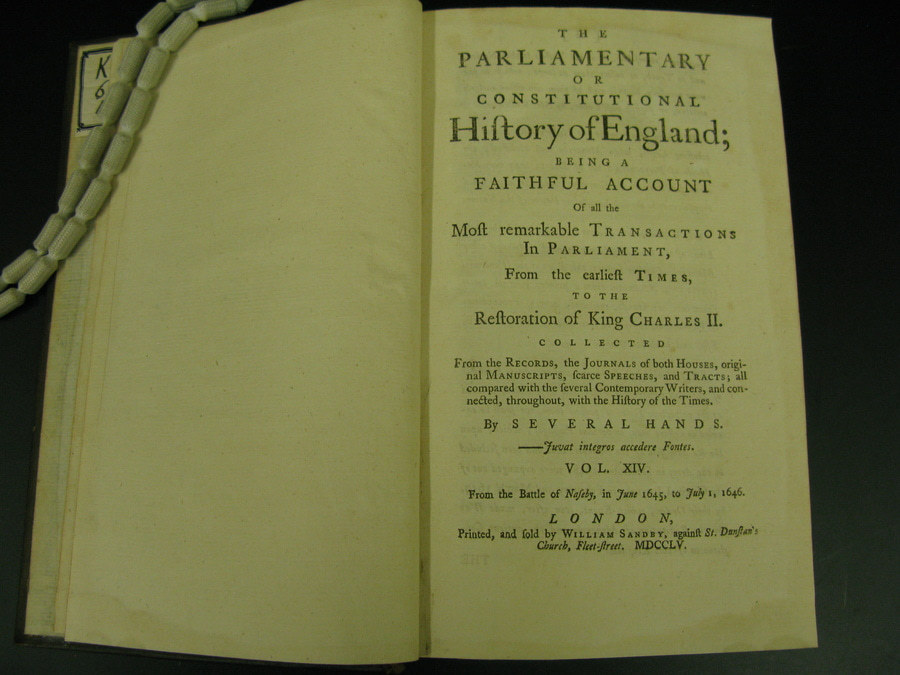 K
6
THE
PARLIAMENTARY
OR
CONSTITUTIONAL
Hiſtory of England;
BEING A
FAITHFUL ACCOUNT
Of all the
Moſt remarkable TRANSACTIONS
In PARLIAMENT,
From the earlieſt TIMES,
TO THE
Reſtoration of King CHARLES II.
COLLECTED
From the RECORDS, the JOURNALS of both HOUSES, origi-
nal MANUSCRIPTS, ſcarce SPEECHES, and TRACTS; all
compared with the ſeveral Contemporary Writers, and con-
nected, throughout, with the Hiſtory of the Times.
By SEVERAL HANDS.
——Juvat integros accedere Fontes.
VOL. XIV.
From the Battle of Naſeby, in June 1645, to July 1, 1646.
LONDON,
Printed, and ſold by WILLIAM SANDBY, againſt St. Dunſtan's
Church, Fleet-ſtreet. MDCCLV.